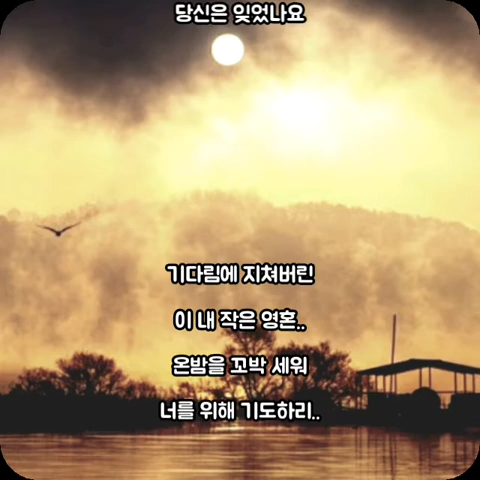 당신은 잊었나요
기다림에 지쳐버린
이 내 작은 영혼..
온밤을 꼬박 세워
너를 위해 기도하리..